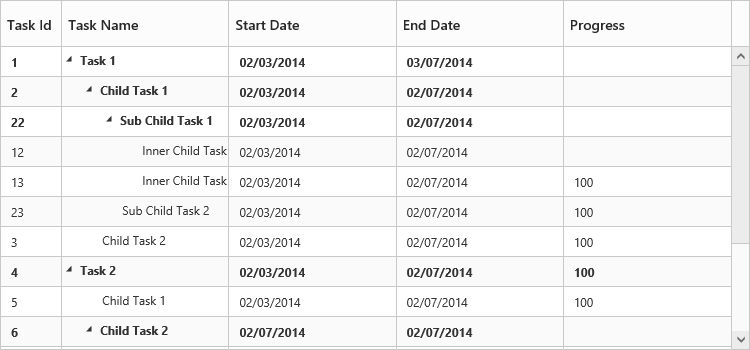 Task Id Task Name Start Date End Date Progress
1 Task 1 02/03/2014 03/07/2014
2 Child Task 1 02/03/2014 02/07/2014
22 Sub Child Task 1 02/03/2014 02/07/2014
12 Inner Child Task 02/03/2014 02/07/2014
13 Inner Child Task 02/03/2014 02/07/2014 100
23 Sub Child Task 2 02/03/2014 02/07/2014 100
3 Child Task 2 02/03/2014 02/07/2014 100
4 Task 2 02/03/2014 02/07/2014 100
5 Child Task 1 02/03/2014 02/07/2014 100
6 Child Task 2 02/07/2014 02/07/2014